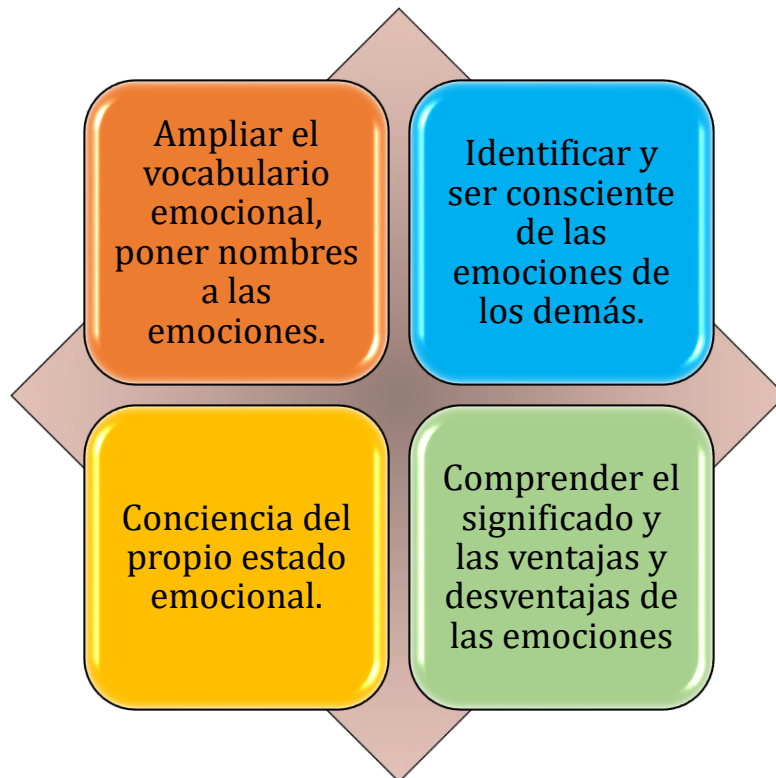 Ampliar el
vocabulario
emocional,
poner nombres
a las
emociones.
Identificar y
ser consciente
de las
emociones de
los demás.
Conciencia del
propio estado
emocional.
Comprender el
significado y
las ventajas y
desventajas de
las emociones